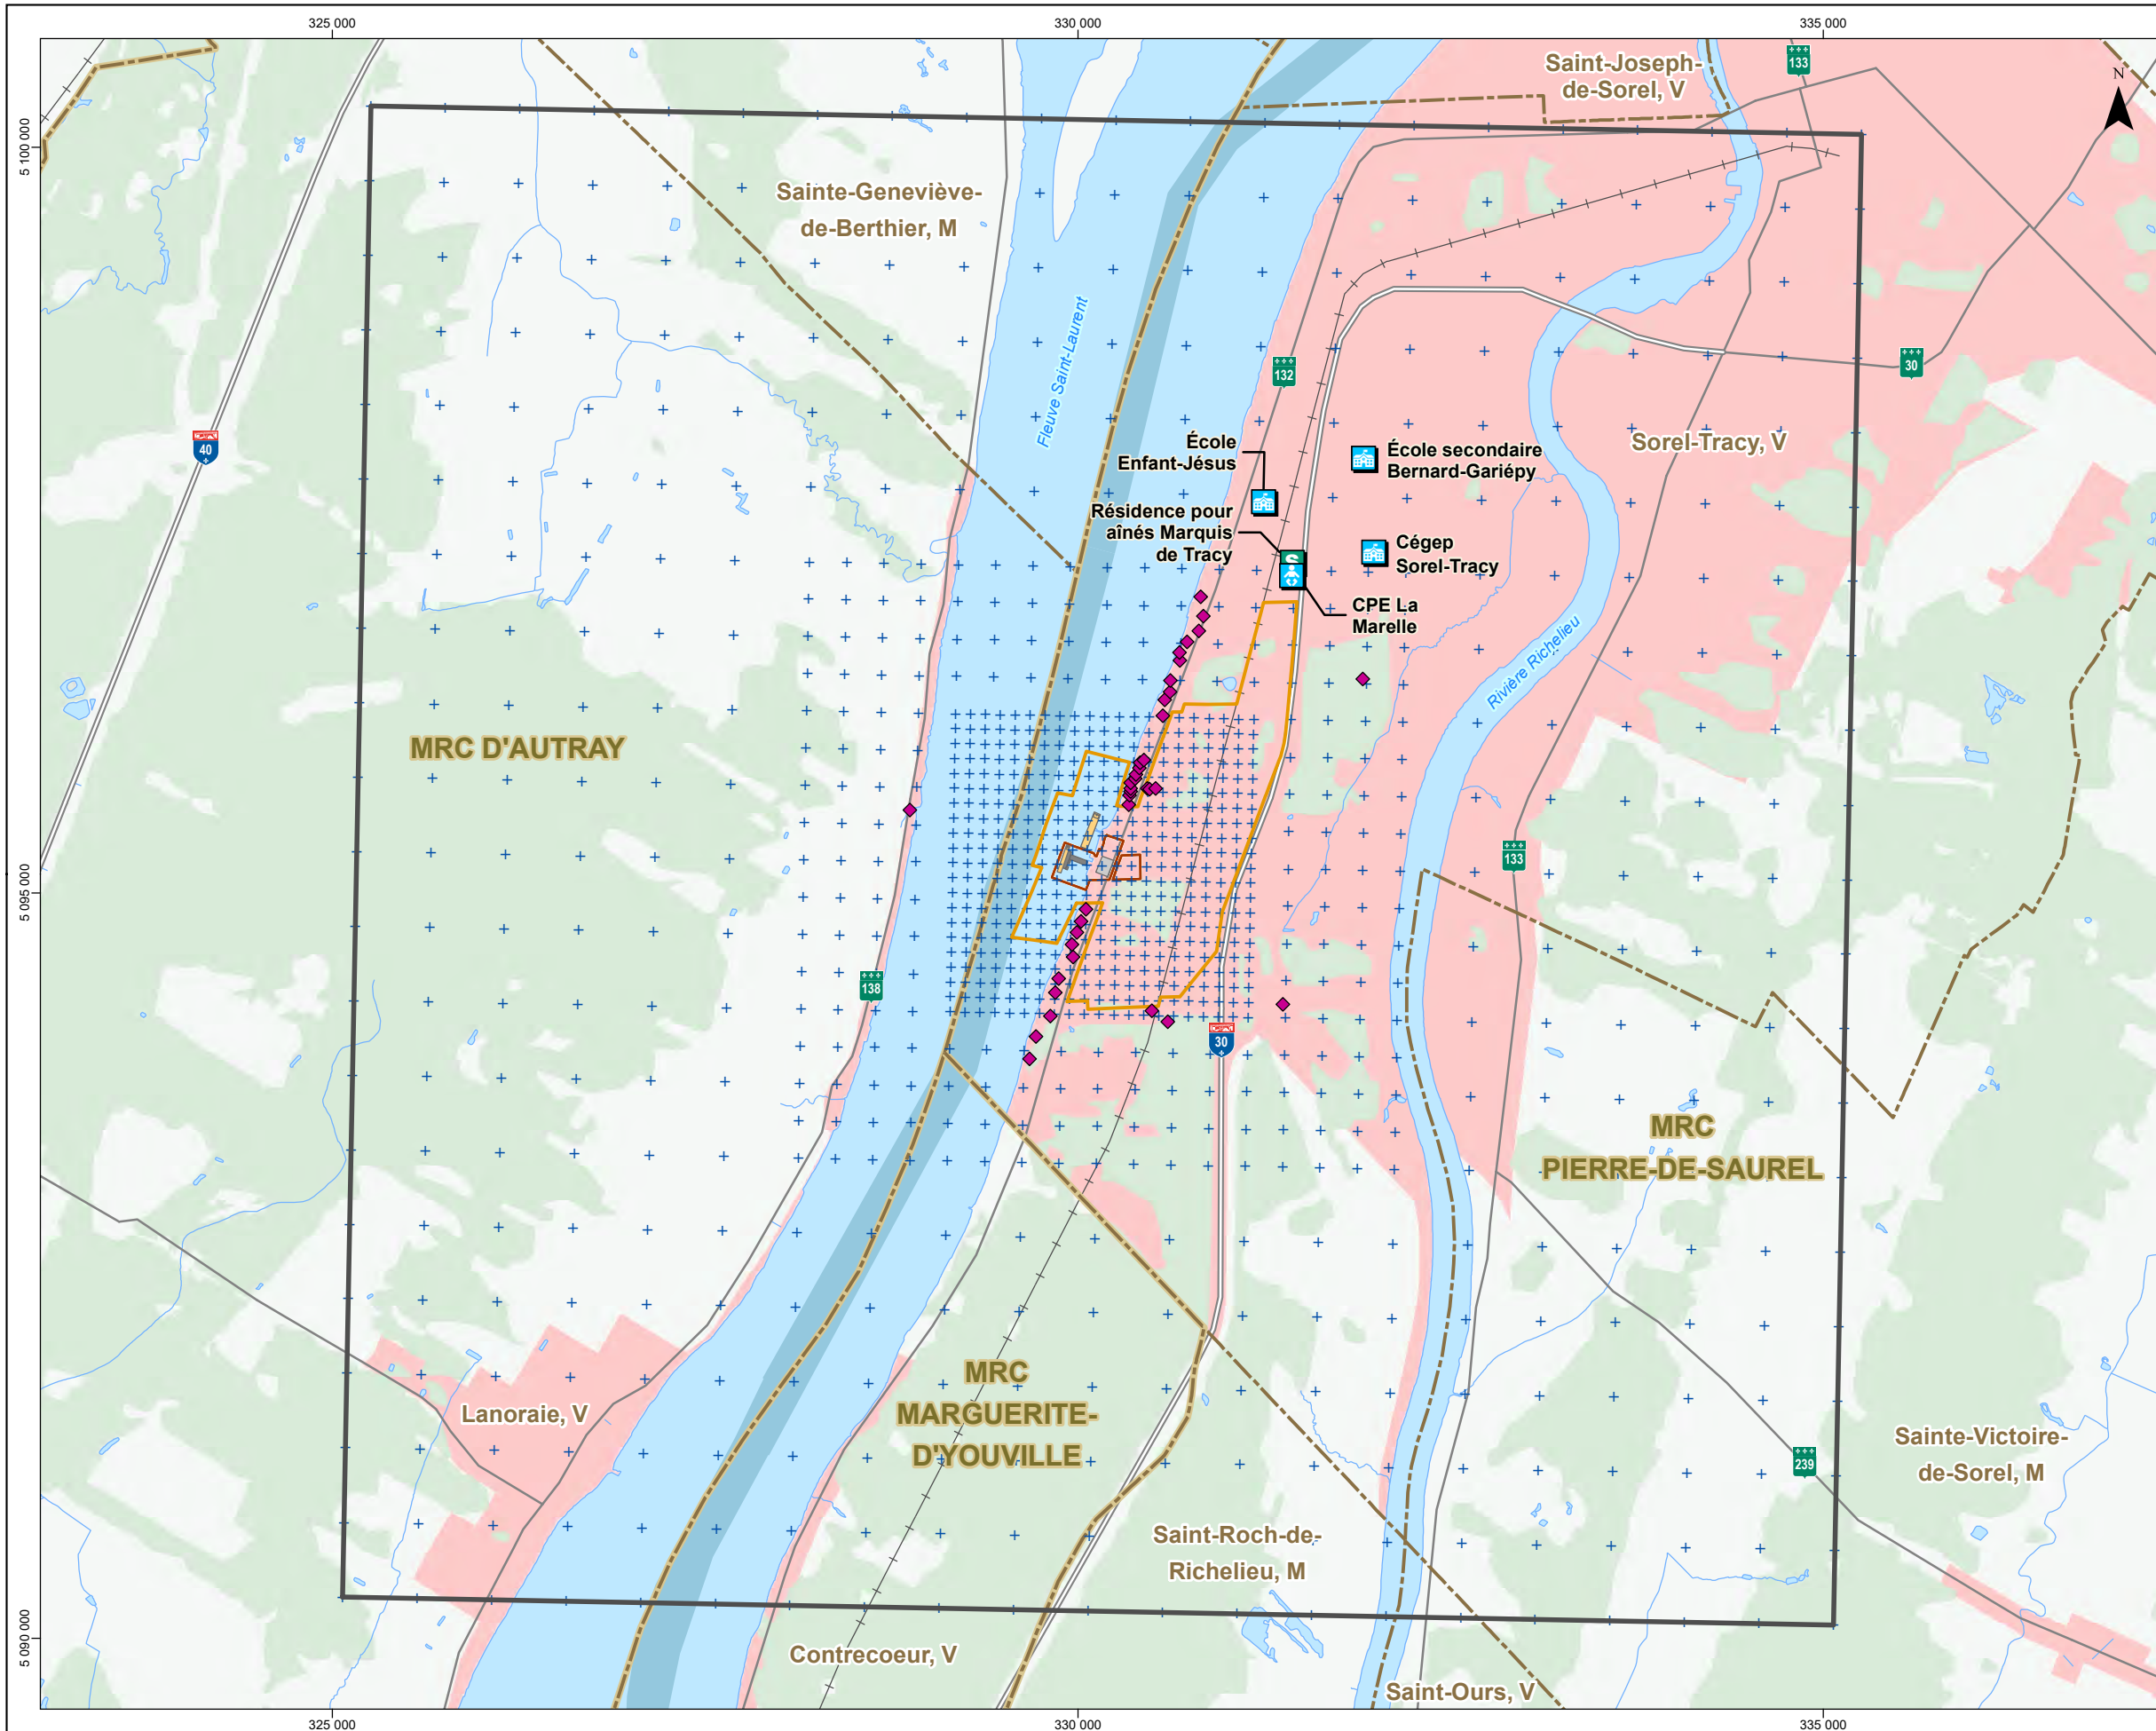 325 000
330 000
335 000
Saint-Joseph-
de-Sorel, V
133
N
5 100 000
Sainte-Geneviève-
de-Berthier, M
Fleuve Saint-Laurent
132
30
40
École
Enfant-Jésus
École secondaire
Bernard-Gariépy
Sorel-Tracy, V
Résidence pour
aînés Marquis
de Tracy
S
Cégep
Sorel-Tracy
CPE La
Marelle
Rivière Richelieu
MRC D'AUTRAY
133
5 095 000
138
30
MRC
PIERRE-DE-SAUREL
MRC
MARGUERITE-
D'YOUVILLE
Lanoraie, V
Sainte-Victoire-
de-Sorel, M
239
Saint-Roch-de-
Richelieu, M
5 090 000
Contrecoeur, V
Saint-Ours, V
325 000
330 000
335 000